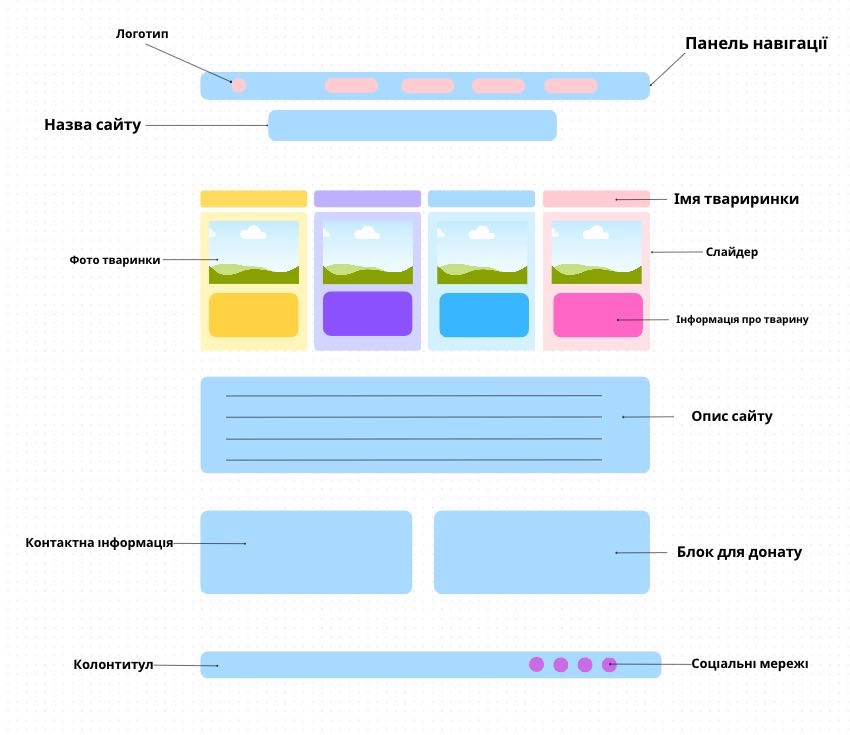 Логотип
Панель навігації
Назва сайту
Імя твариринки
Слайдер
Фото тваринки
Інформація про тварину
Опис сайту
Контактна інформація
Блок для донату
Колонтитул
Соціальні мережі